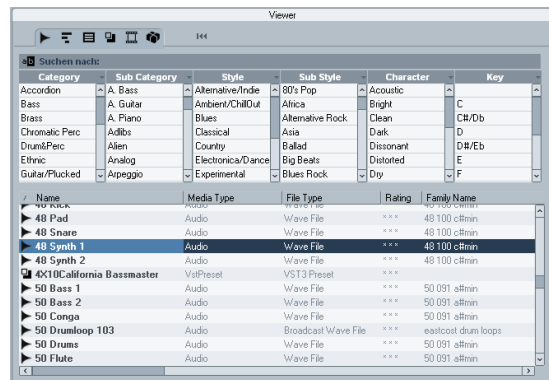 Viewer
Suchen nach:
Category Sub Category Style Sub Style Character Key
Accordion A. Bass Alternative/Indie 80's Pop Acoustic
Bass A. Guitar Ambient/ChillOut Africa Bright C
Brass A. Piano Blues Alternative Rock Clean C#/Db
Chromatic Perc Adlibs Classical Asia Dark D
Drum&Perc Alien Country Ballad Dissonant D#/Eb
Ethnic Analog Electronica/Dance Big Beats Distorted E
Guitar/Plucked Arpeggio Experimental Blues Rock Dry F
Name Media Type File Type Rating Family Name
48 Kick Audio Wave File 48 100 c#min
48 Pad Audio Wave File *** 48 100 c#min
48 Snare Audio Wave File *** 48 100 c#min
48 Synth 1 Audio Wave File *** 48 100 c#min
48 Synth 2 Audio Wave File *** 48 100 c#min
4X10California Bassmaster VstPreset VST3 Preset ***
50 Bass 1 Audio Wave File *** 50 091 a#min
50 Bass 2 Audio Wave File *** 50 091 a#min
50 Conga Audio Wave File *** 50 091 a#min
50 Drumloop 103 Audio Broadcast Wave File *** eastcost drum loops
50 Drums Audio Wave File *** 50 091 a#min
50 Flute Audio Wave File *** 50 091 a#min